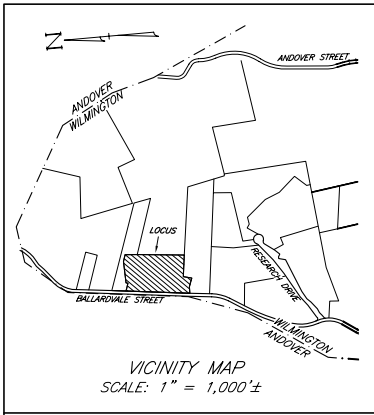 N
ANDOVER STREET
ANDOVER
WILMINGTON
LOCUS
RESEARCH DRIVE
BALLARDVALE STREET
WILMINGTON
ANDOVER
VICINITY MAP
SCALE: 1" = 1,000'±